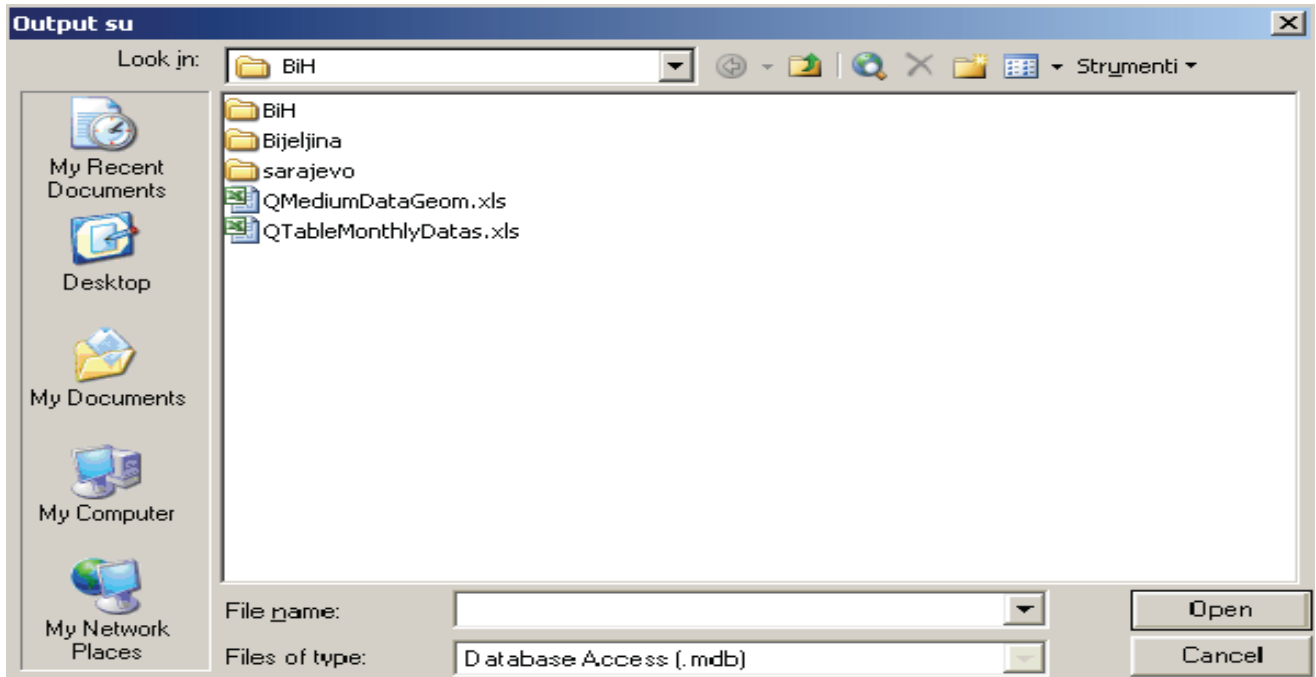 Output su
Look in:
BiH
Strumenti
My Recent
Documents
Desktop
My Documents
My Computer
My Network
Places
BiH
Bijeljina
sarajevo
QMediumDataGeom.xls
QTableMonthlyDatas.xls
File name:
Open
Files of type:
Database Access (.mdb)
Cancel